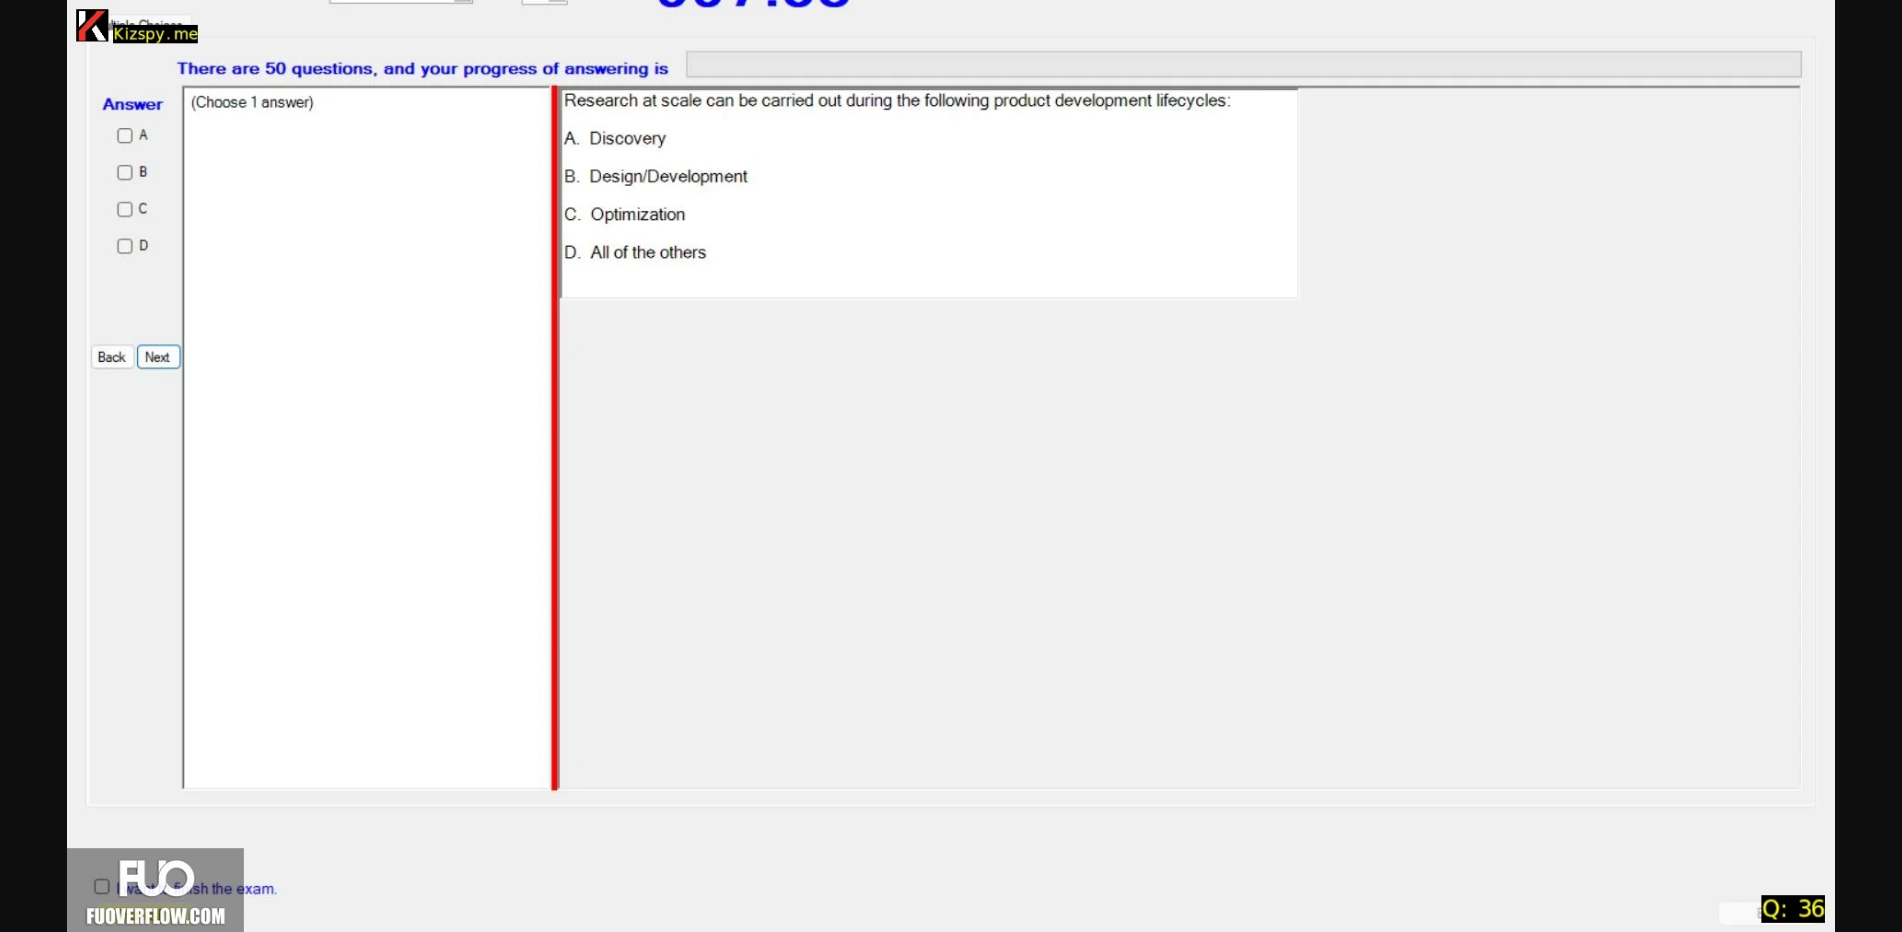 Kizspy.me
There are 50 questions, and your progress of answering is
Answer
(Choose 1 answer)
A
B
C
D
Back
Next
Research at scale can be carried out during the following product development lifecycles:
A. Discovery
B. Design/Development
C. Optimization
D. All of the others
FUO
finish the exam.
FUOVERFLOW.COM
Q: 36